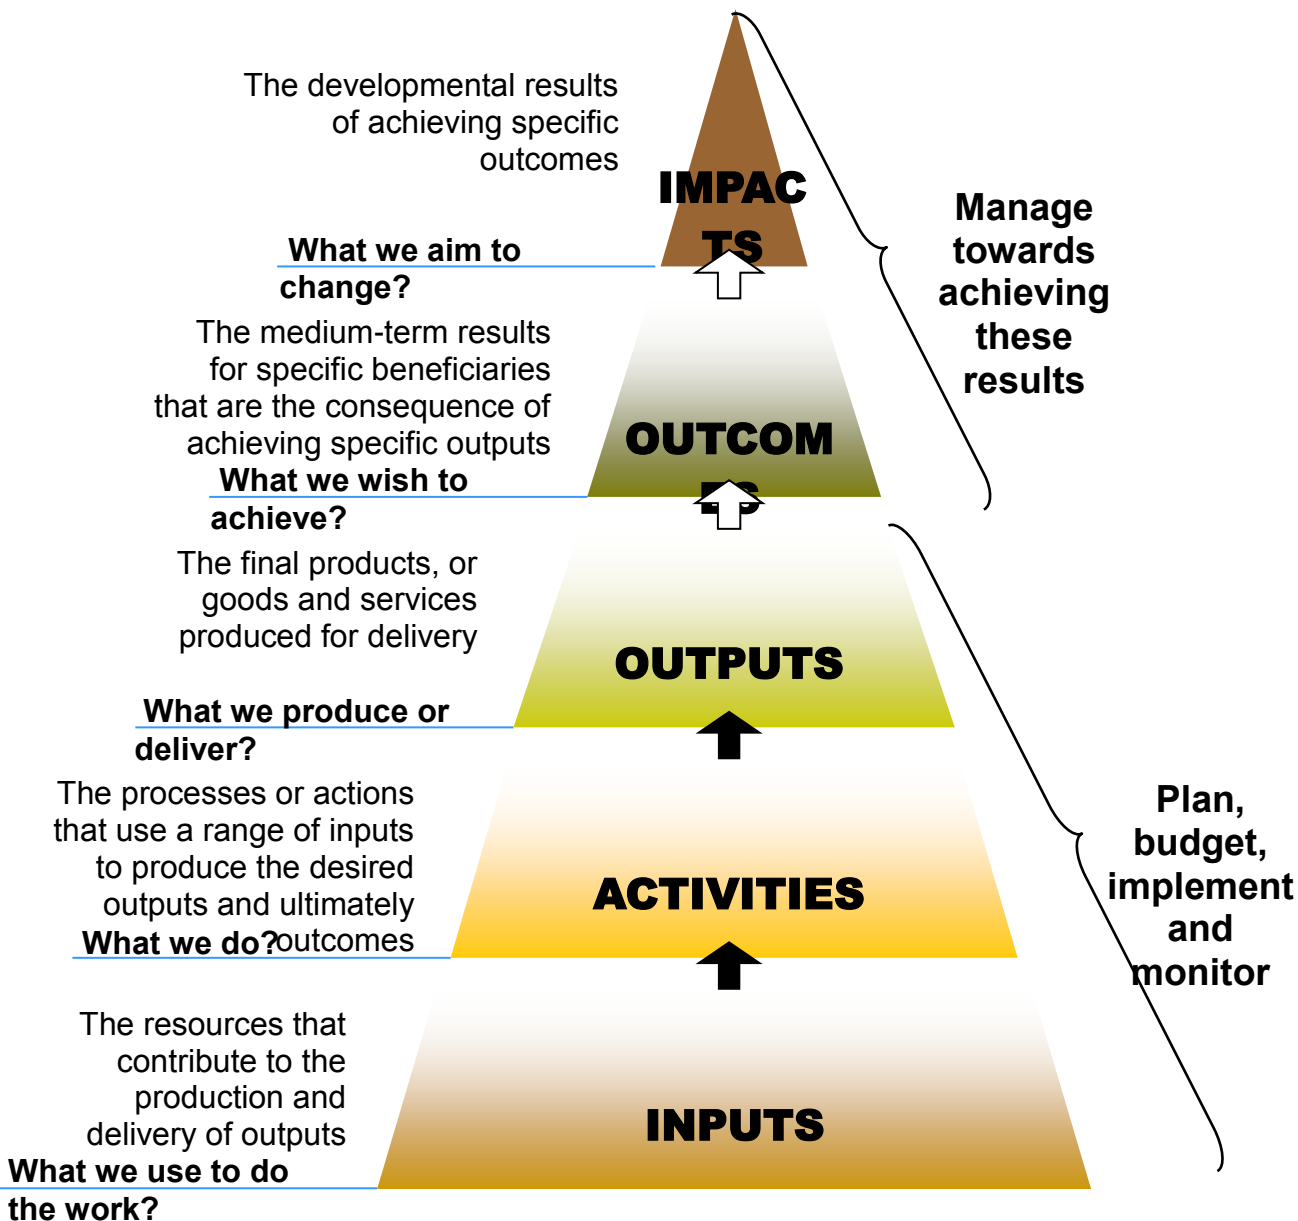 The developmental results
of achieving specific
outcomes
IMPAC
TS
What we aim to
change?
Manage
towards
achieving
these
results
The medium-term results
for specific beneficiaries
that are the consequence of
achieving specific outputs
OUTCOM
ES
What we wish to
achieve?
The final products, or
goods and services
produced for delivery
OUTPUTS
What we produce or
deliver?
The processes or actions
that use a range of inputs
to produce the desired
outputs and ultimately
outcomes
ACTIVITIES
What we do?
Plan,
budget,
implement
and
monitor
The resources that
contribute to the
production and
delivery of outputs
INPUTS
What we use to do
the work?